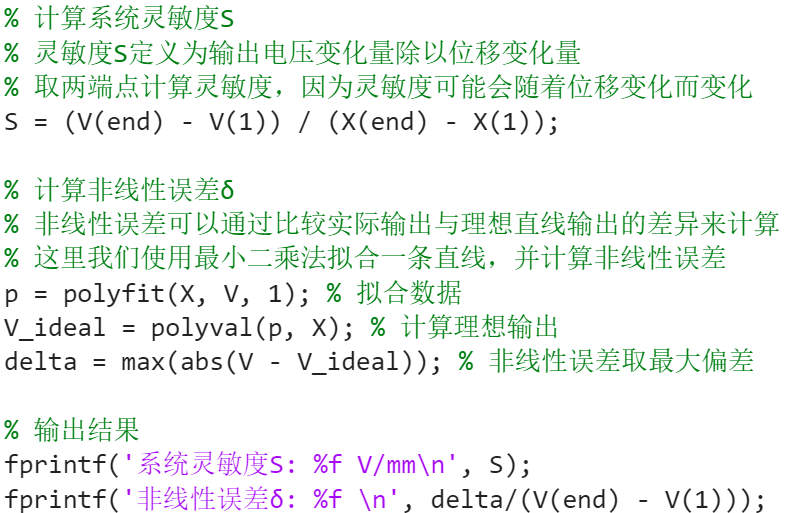 % 计算系统灵敏度S
% 灵敏度S定义为输出电压变化量除以位移变化量
% 取两端点计算灵敏度，因为灵敏度可能会随着位移变化而变化
S = (V(end) - V(1)) / (X(end) - X(1));
% 计算非线性误差δ
% 非线性误差可以通过比较实际输出与理想直线输出的差异来计算
% 这里我们使用最小二乘法拟合一条直线，并计算非线性误差
p = polyfit(X, V, 1); % 拟合数据
V_ideal = polyval(p, X); % 计算理想输出
delta = max(abs(V - V_ideal)); % 非线性误差取最大偏差
% 输出结果
fprintf('系统灵敏度S: %f V/mm\n', S);
fprintf('非线性误差δ: %f \n', delta/(V(end) - V(1)));